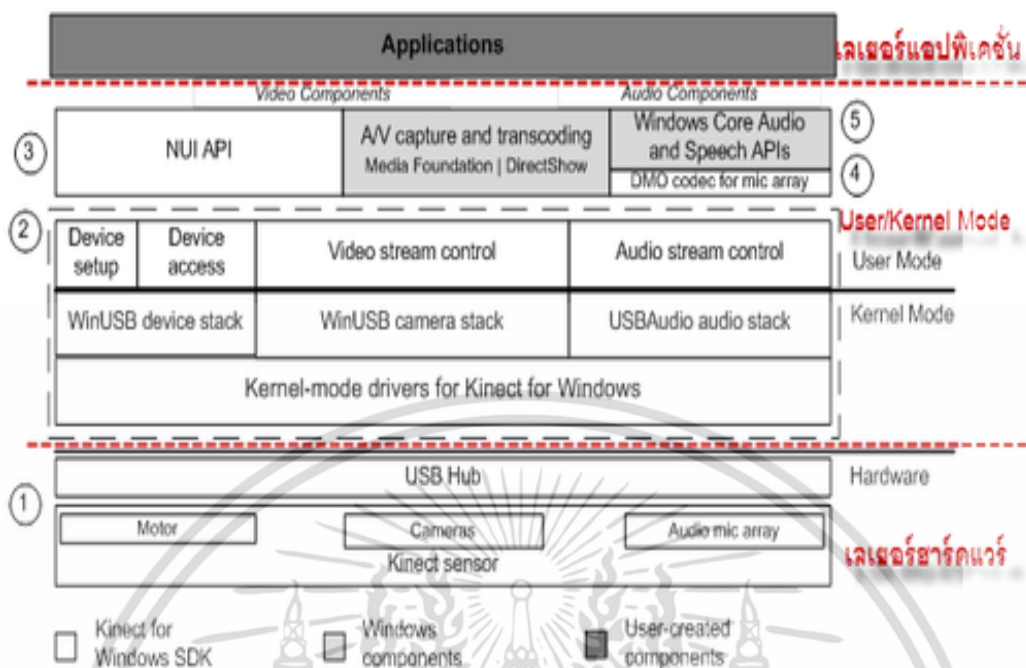 Applications
เลเยอร์แอปพิเคชั่น
Video Components
Audio Components
3
NUI API
A/V capture and transcoding
Media Foundation | DirectShow
Windows Core Audio
and Speech APIs
5
DMO codec for mic array
4
2
User/Kernel Mode
Device
setup
Device
access
Video stream control
Audio stream control
User Mode
WinUSB device stack
WinUSB camera stack
USBAudio audio stack
Kernel Mode
Kernel-mode drivers for Kinect for Windows
USB Hub
Hardware
1
Motor
Cameras
Audio mic array
Kinect sensor
เลเยอร์ฮาร์ดแวร์
Kinect for
Windows SDK
Windows
components
User-created
components